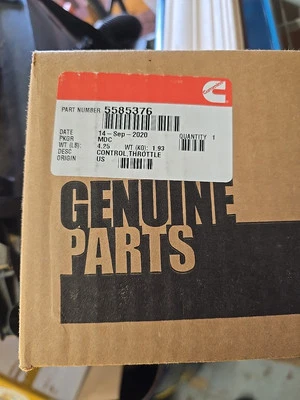 PART NUMBER 5585376
DATE 14-Sep-2020 QUANTITY 1
PKGR MDC
WT (LB): 4.25 WT (KG): 1.93
DESC CONTROL,THROTTLE
ORIGIN US
GENUINE
PARTS